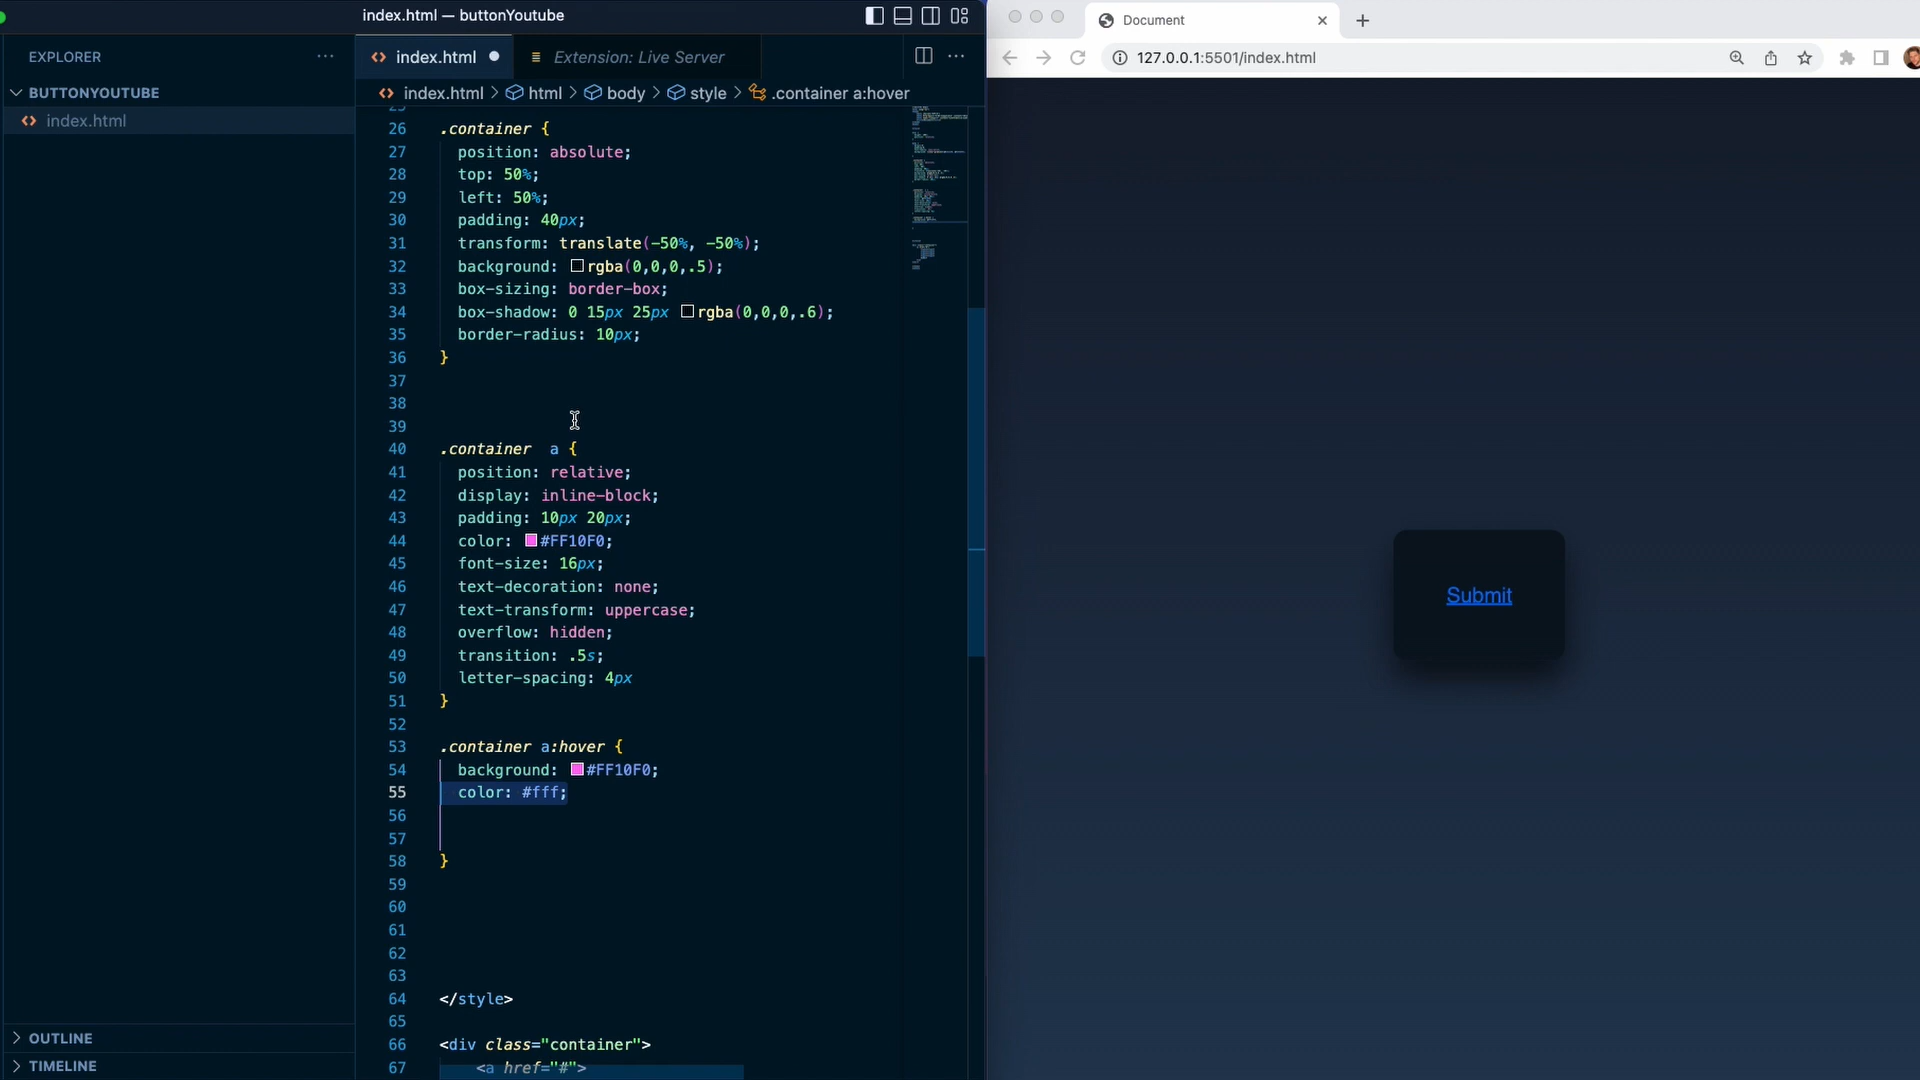 index.html — buttonYoutube
EXPLORER
BUTTONYOUTUBE
index.html
OUTLINE
TIMELINE
index.html
Extension: Live Server
index.html > html > body > style > .container a:hover
26 .container {
27 position: absolute;
28 top: 50%;
29 left: 50%;
30 padding: 40px;
31 transform: translate(-50%, -50%);
32 background: rgba(0,0,0,.5);
33 box-sizing: border-box;
34 box-shadow: 0 15px 25px rgba(0,0,0,.6);
35 border-radius: 10px;
36 }
37
38
39
40 .container  a {
41 position: relative;
42 display: inline-block;
43 padding: 10px 20px;
44 color: #FF10F0;
45 font-size: 16px;
46 text-decoration: none;
47 text-transform: uppercase;
48 overflow: hidden;
49 transition: .5s;
50 letter-spacing: 4px
51 }
52
53 .container a:hover {
54 background: #FF10F0;
55 color: #fff;
56
57
58 }
59
60
61
62
63
64 </style>
65
66 <div class="container">
67 <a href="#">
Document
127.0.0.1:5501/index.html
Submit